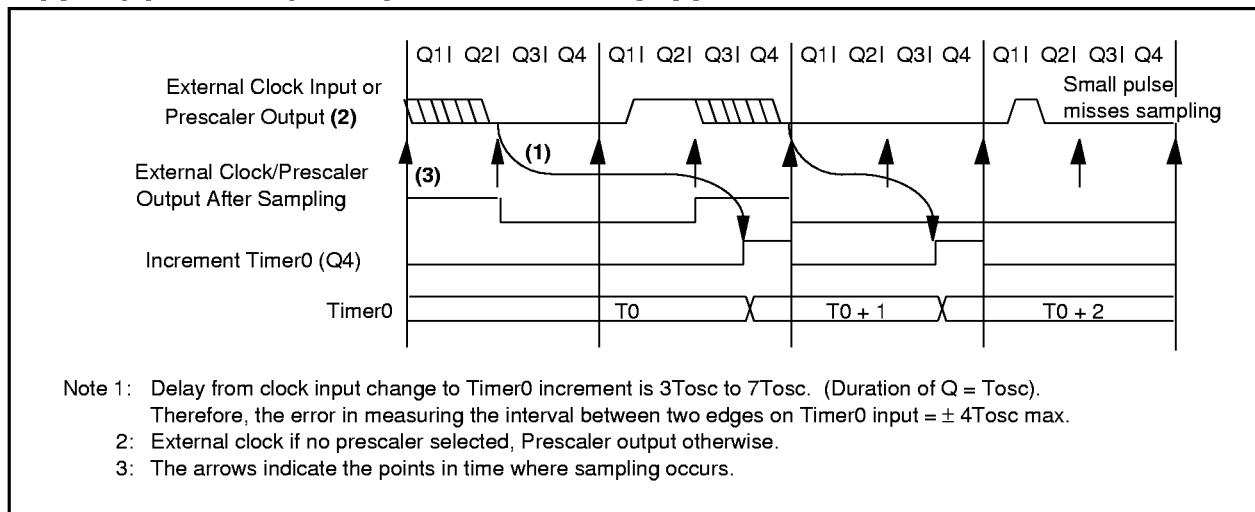 Q1| Q2| Q3| Q4 Q1| Q2| Q3| Q4 Q1| Q2| Q3| Q4 Q1| Q2| Q3| Q4
External Clock Input or
Prescaler Output (2)
Small pulse
misses sampling
(1)
(3)
External Clock/Prescaler
Output After Sampling
Increment Timer0 (Q4)
Timer0
T0
T0 + 1
T0 + 2
Note 1: Delay from clock input change to Timer0 increment is 3Tosc to 7Tosc. (Duration of Q = Tosc).
Therefore, the error in measuring the interval between two edges on Timer0 input = ± 4Tosc max.
2: External clock if no prescaler selected, Prescaler output otherwise.
3: The arrows indicate the points in time where sampling occurs.